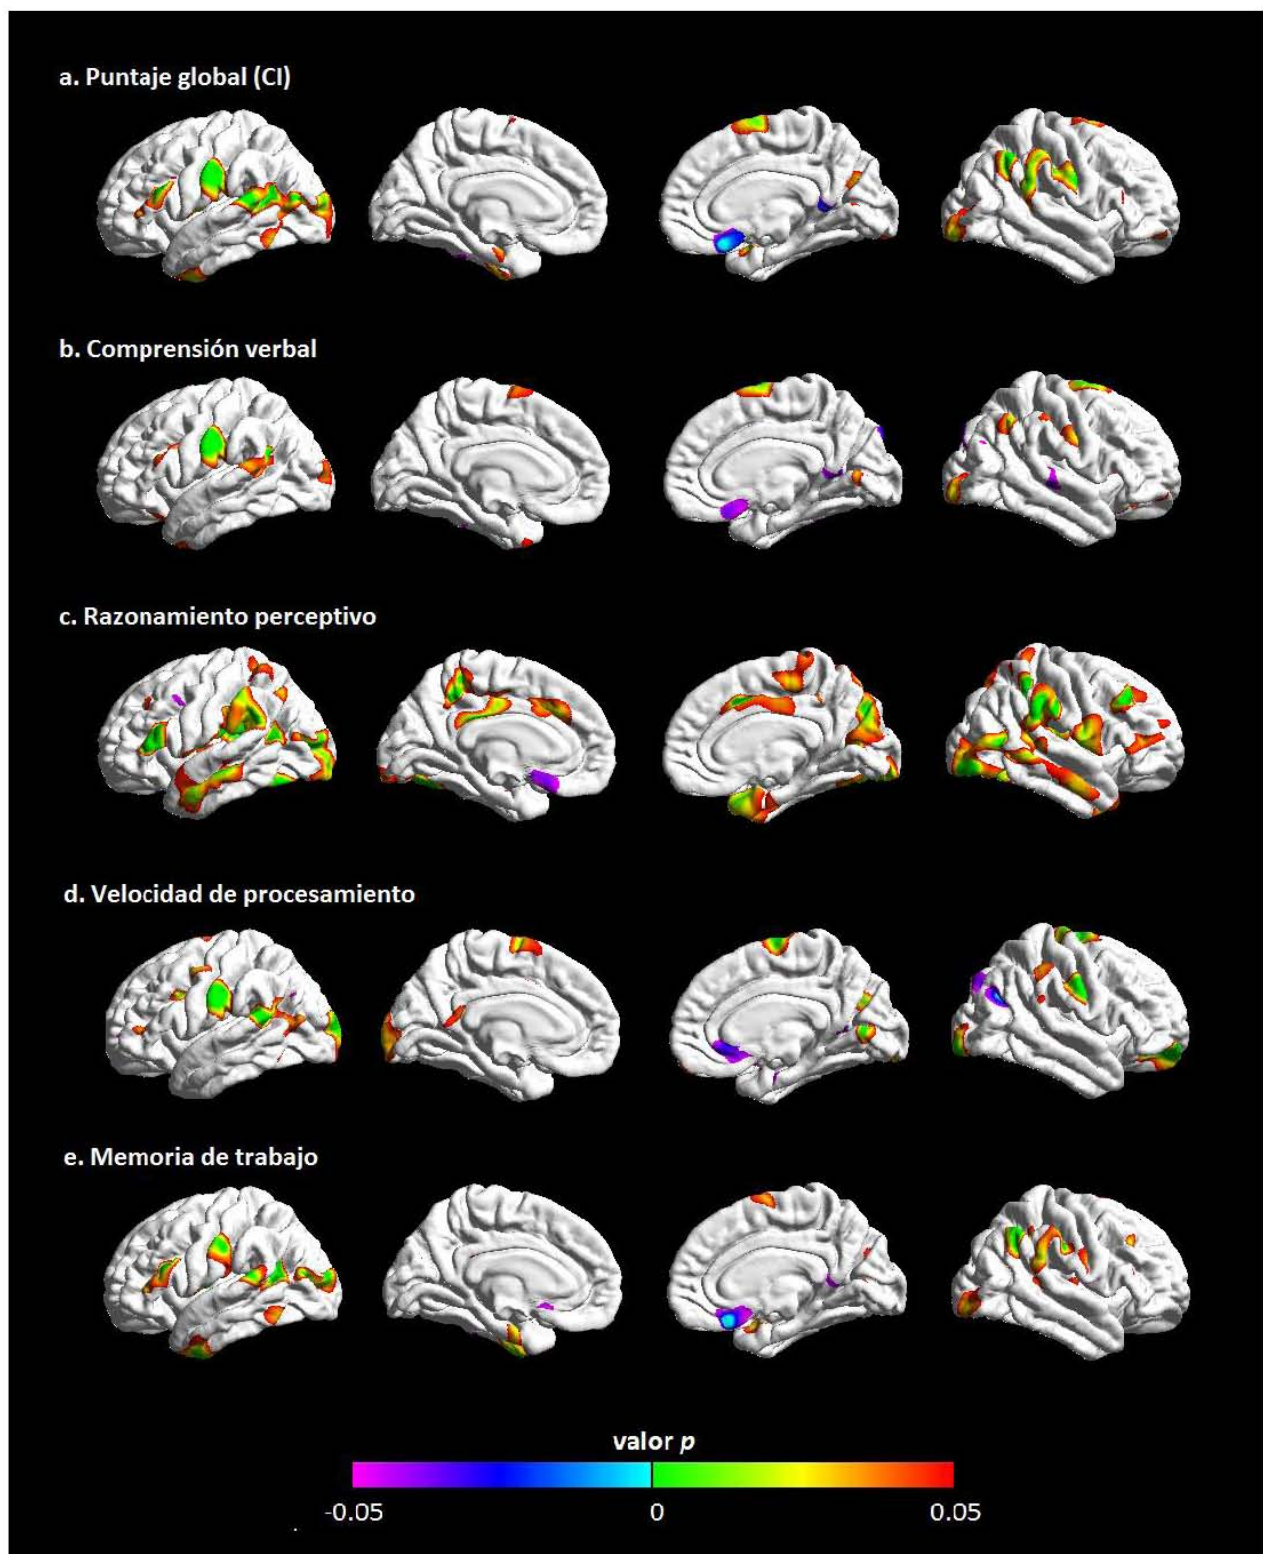 a. Puntaje global (CI)
b. Comprensión verbal
c. Razonamiento perceptivo
d. Velocidad de procesamiento
e. Memoria de trabajo
valor p
-0.05 0 0.05